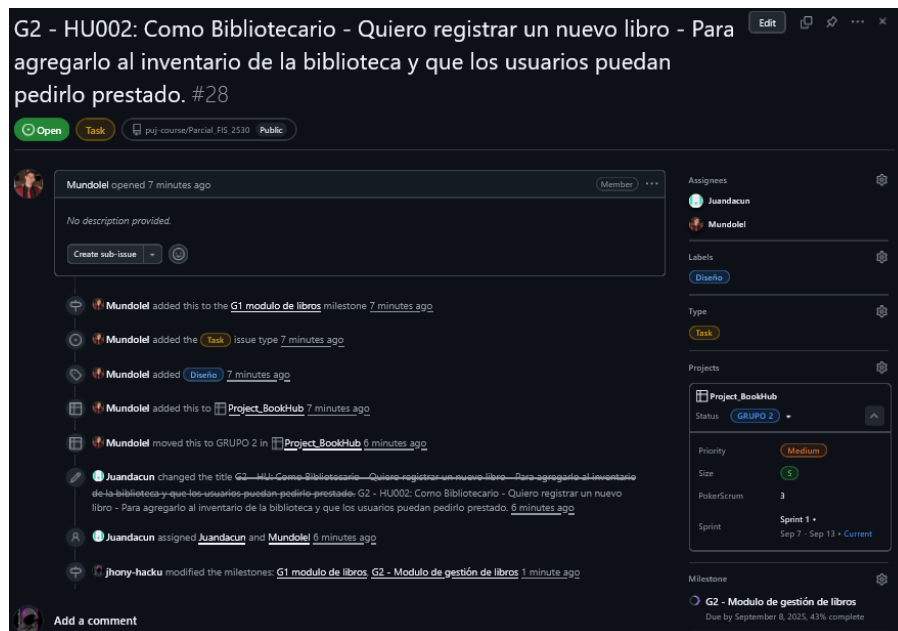 G2 - HU002: Como Bibliotecario - Quiero registrar un nuevo libro - Para
agregarlo al inventario de la biblioteca y que los usuarios puedan
pedirlo prestado. #28
Edit
Open
Task
puj-course/Parcial_FIS_2530 Public
Mundolel opened 7 minutes ago
Member
No description provided.
Create sub-issue
Mundolel added this to the G1 modulo de libros milestone 7 minutes ago
Mundolel added the Task issue type 7 minutes ago
Mundolel added Diseño 7 minutes ago
Mundolel added this to Project_BookHub 7 minutes ago
Mundolel moved this to GRUPO 2 in Project_BookHub 6 minutes ago
Juandacun changed the title G2 - HU: Como Bibliotecario - Quiero registrar un nuevo libro - Para agregarlo al inventario
de la biblioteca y que los usuarios puedan pedirlo prestado. G2 - HU002: Como Bibliotecario - Quiero registrar un nuevo
libro - Para agregarlo al inventario de la biblioteca y que los usuarios puedan pedirlo prestado. 6 minutes ago
Juandacun assigned Juandacun and Mundolel 6 minutes ago
jhony-hacku modified the milestones: G1 modulo de libros, G2 - Modulo de gestión de libros 1 minute ago
Add a comment
Assignees
Juandacun
Mundolel
Labels
Diseño
Type
Task
Projects
Project_BookHub
Status GRUPO 2
Priority Medium
Size S
PokerScrum 3
Sprint Sprint 1 •
Sep 7 - Sep 13 • Current
Milestone
G2 - Modulo de gestión de libros
Due by September 8, 2025, 43% complete